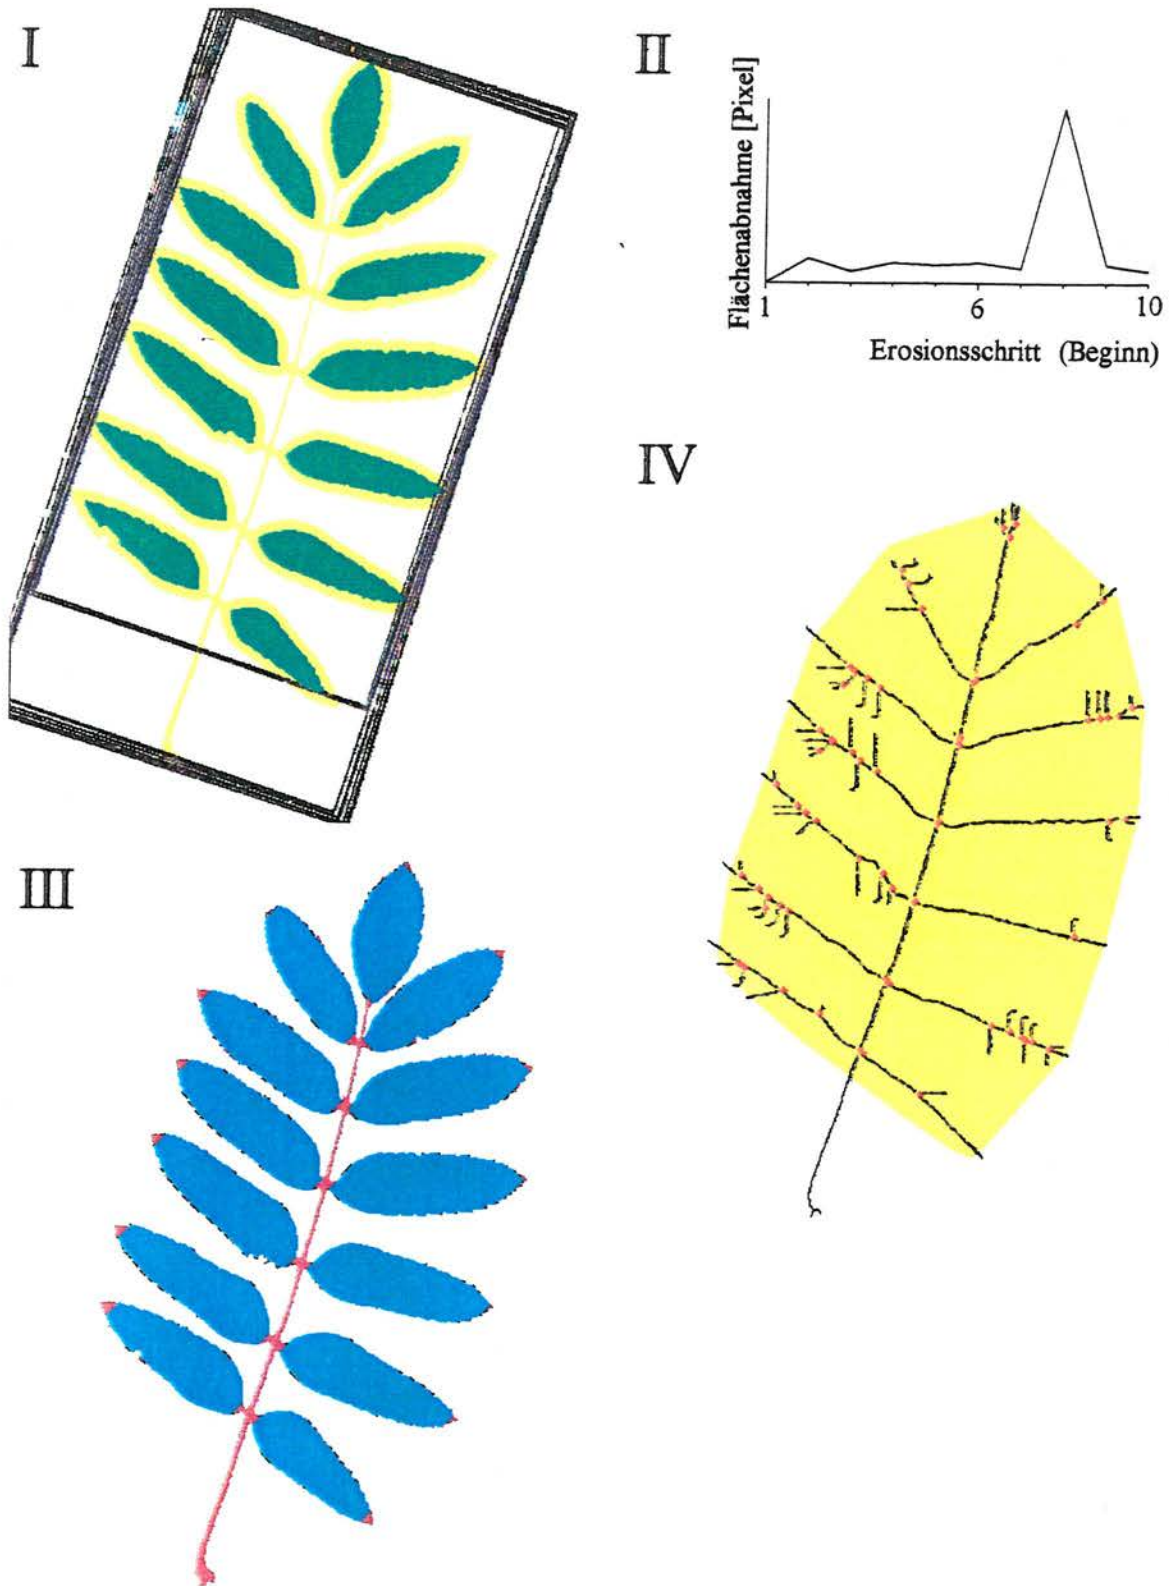 I
II
Flächenabnahme [Pixel]
1 6 10
Erosionsschritt (Beginn)
IV
III